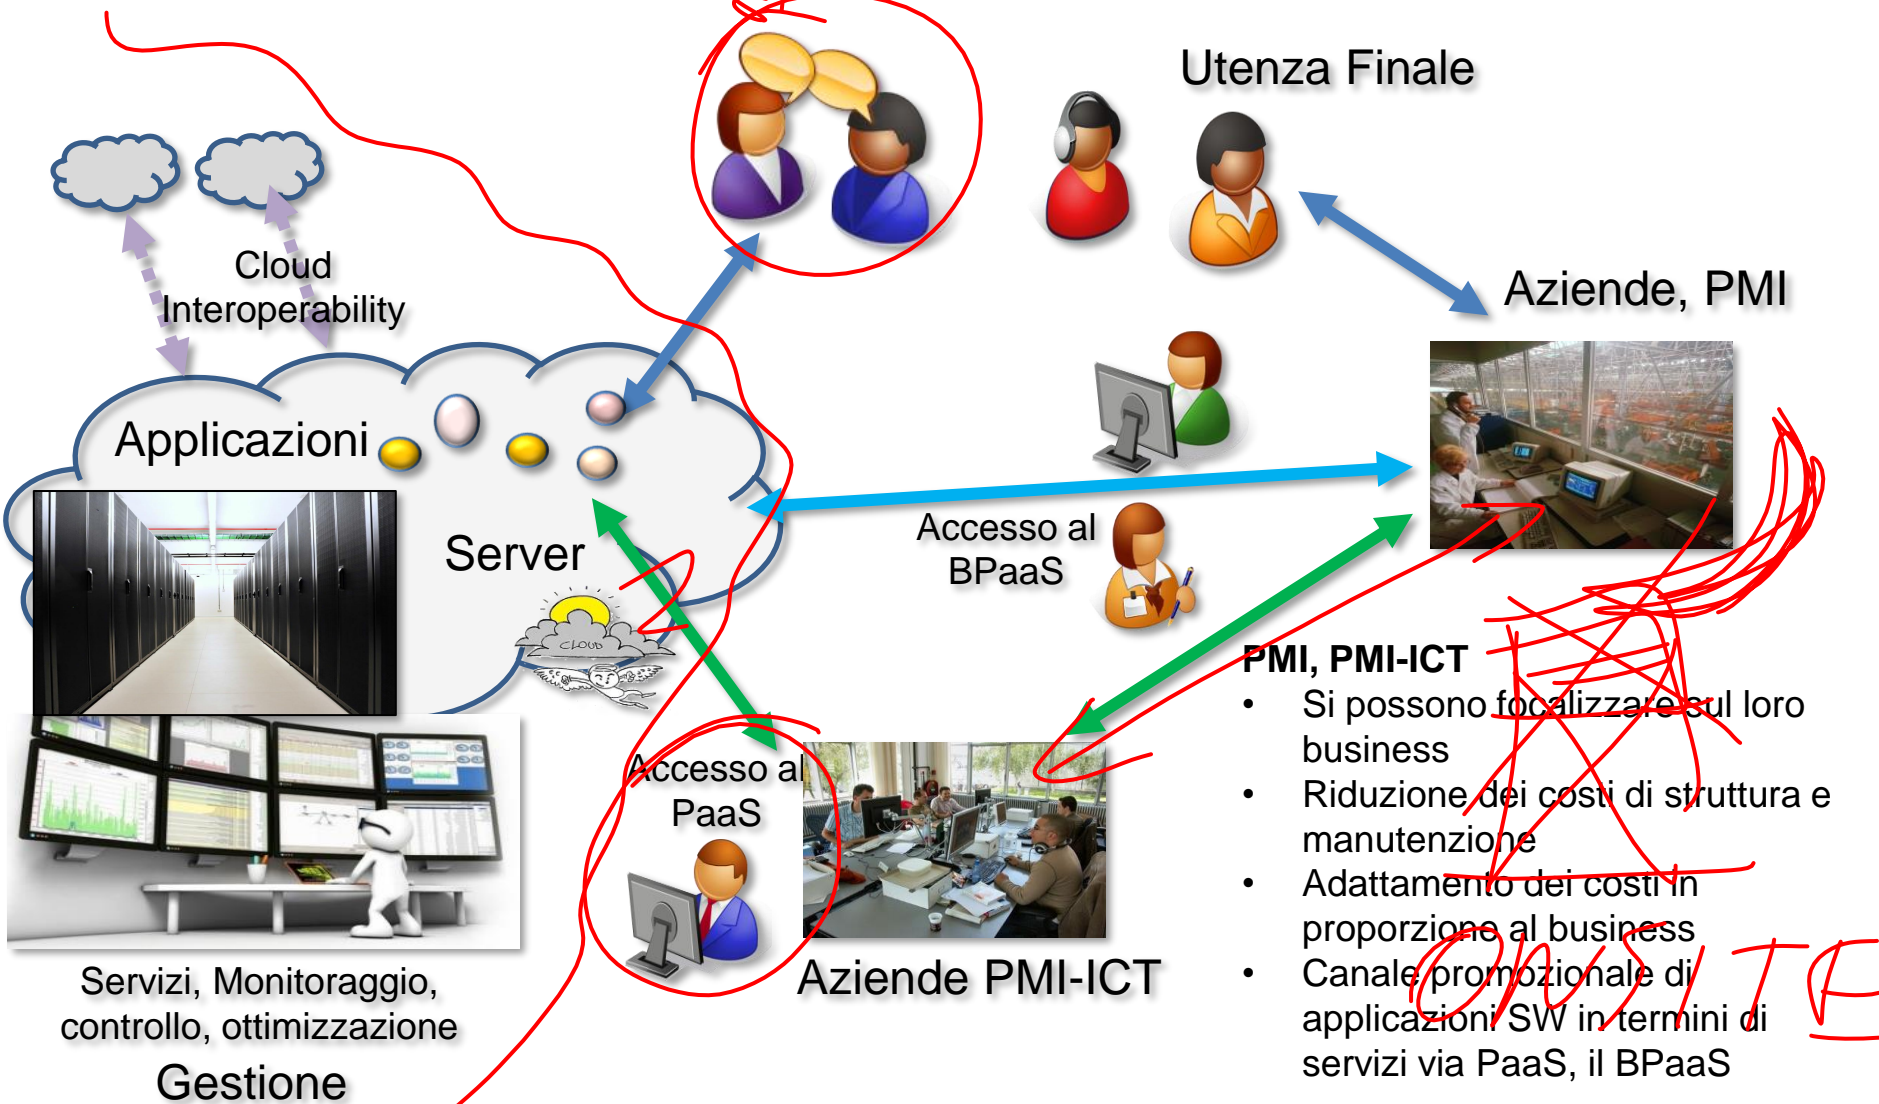 Utenza Finale
Cloud
Interoperability
Aziende, PMI
Applicazioni
Server
CLOUD
Accesso al
BPaaS
PMI, PMI-ICT
• Si possono focalizzare sul loro
business
• Riduzione dei costi di struttura e
manutenzione
• Adattamento dei costi in
proporzione al business
• Canale promozionale di
applicazioni SW in termini di
servizi via PaaS, il BPaaS
ONSITE
Accesso al
PaaS
Aziende PMI-ICT
Servizi, Monitoraggio,
controllo, ottimizzazione
Gestione